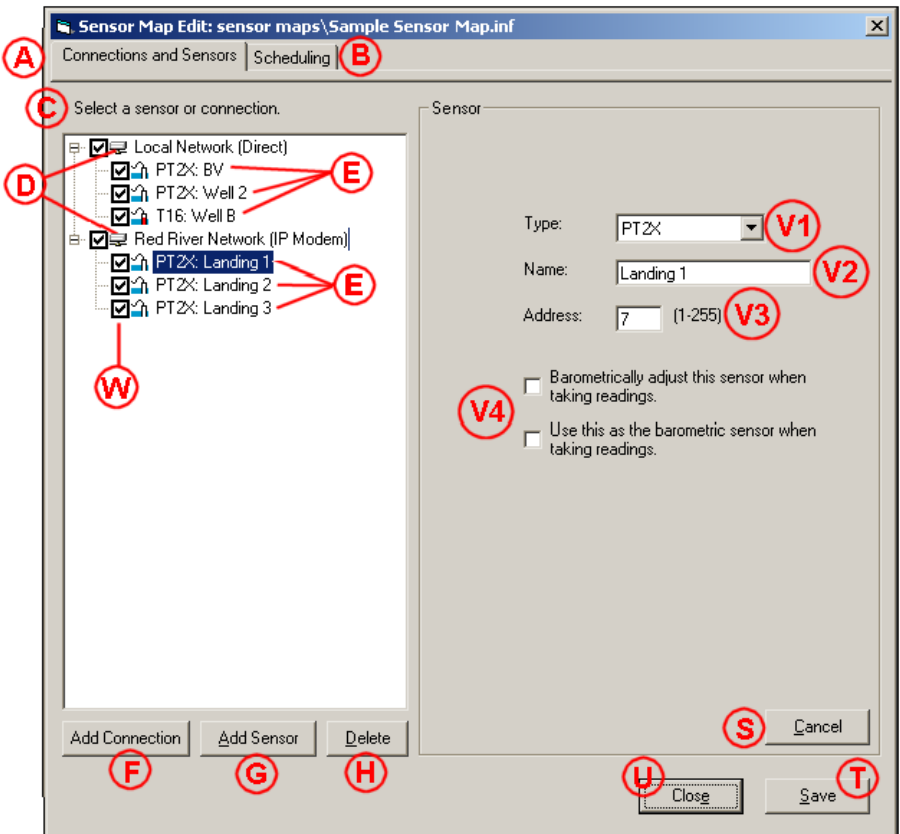 Sensor Map Edit: sensor maps\Sample Sensor Map.inf
A Connections and Sensors Scheduling B
C Select a sensor or connection.
Local Network (Direct)
PT2X: BV
PT2X: Well 2
T16: Well B
D
E
Red River Network (IP Modem)
PT2X: Landing 1
PT2X: Landing 2
PT2X: Landing 3
E
W
Add Connection Add Sensor Delete
F G H
Sensor
Type: PT2X V1
Name: Landing 1 V2
Address: 7 (1-255) V3
V4
Barometrically adjust this sensor when
taking readings.
Use this as the barometric sensor when
taking readings.
S Cancel
U Close
T Save